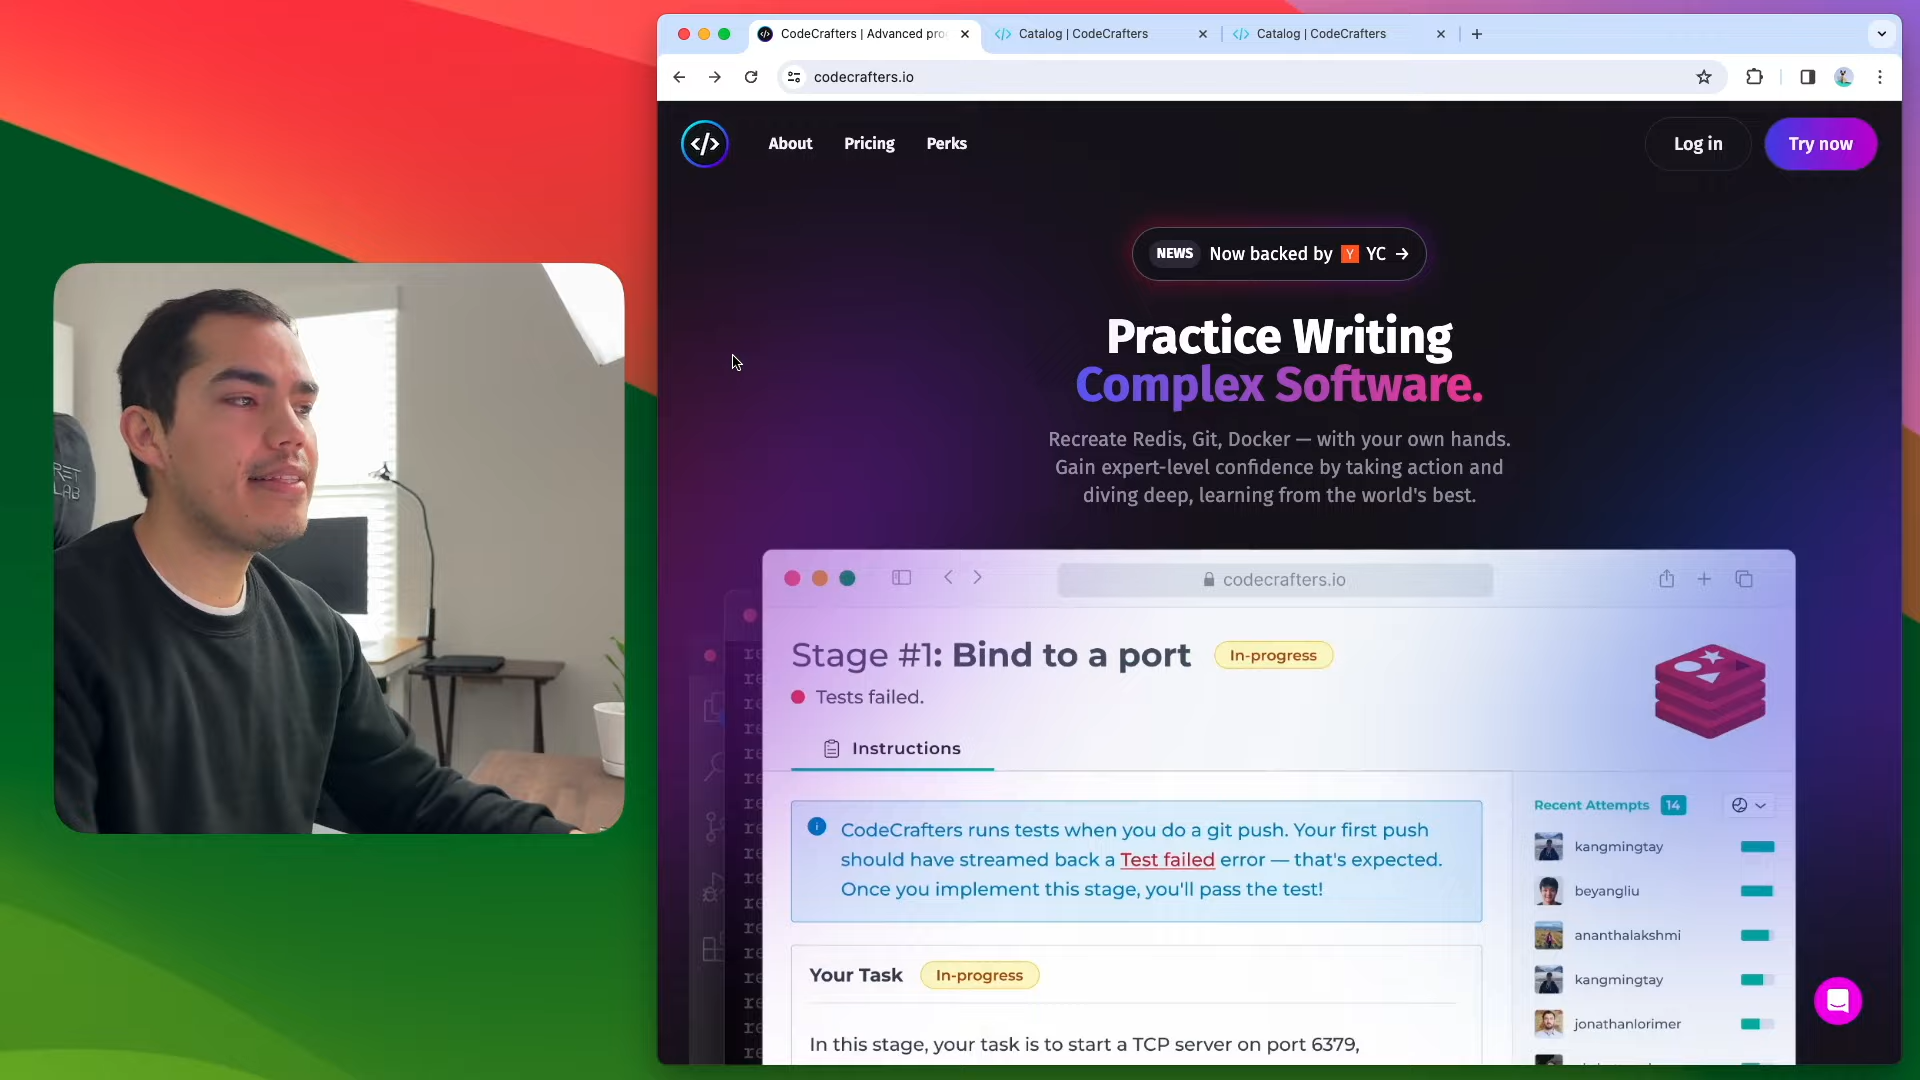 CodeCrafters | Advanced pro
Catalog | CodeCrafters
Catalog | CodeCrafters
codecrafters.io
</>
About
Pricing
Perks
Log in
Try now
NEWS Now backed by Y YC →
Practice Writing
Complex Software.
Recreate Redis, Git, Docker — with your own hands.
Gain expert-level confidence by taking action and
diving deep, learning from the world's best.
codecrafters.io
Stage #1: Bind to a port
In-progress
Tests failed.
Instructions
CodeCrafters runs tests when you do a git push. Your first push
should have streamed back a Test failed error — that's expected.
Once you implement this stage, you'll pass the test!
Your Task
In-progress
In this stage, your task is to start a TCP server on port 6379,
Recent Attempts 14
kangmingtay
beyangliu
ananthalakshmi
kangmingtay
jonathanlorimer
RET
LAB